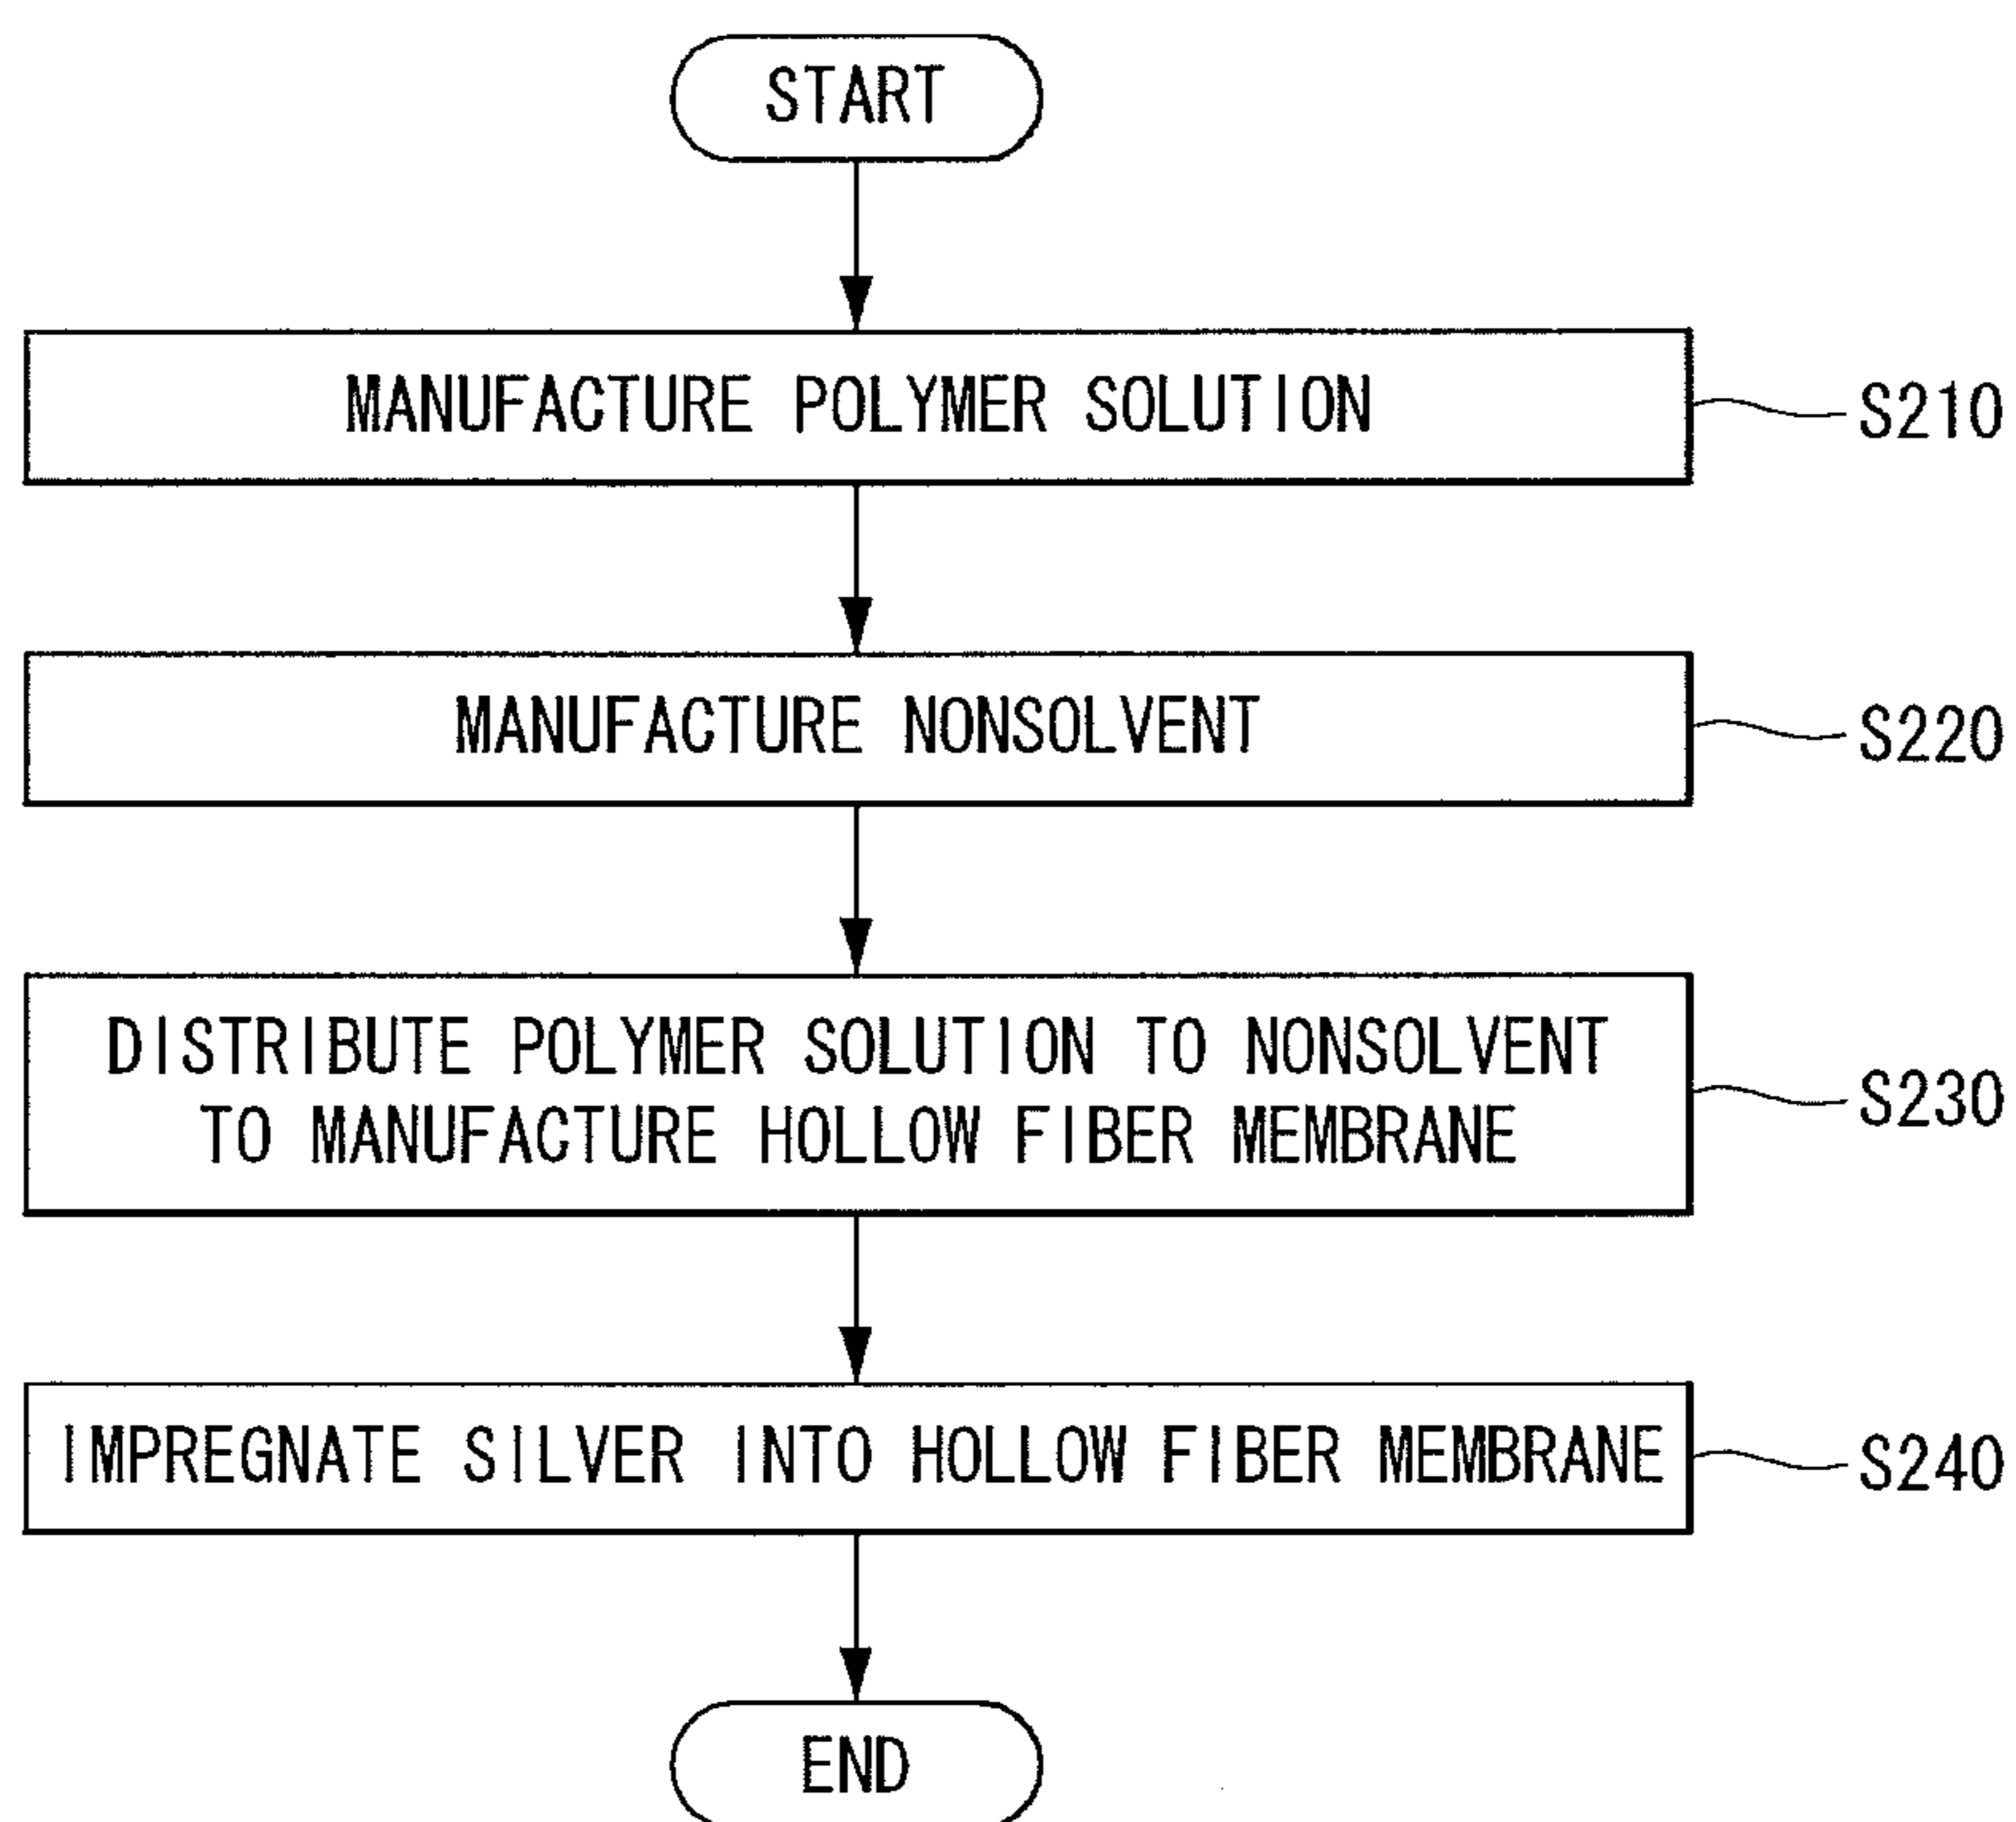 START
MANUFACTURE POLYMER SOLUTION
S210
MANUFACTURE NONSOLVENT
S220
DISTRIBUTE POLYMER SOLUTION TO NONSOLVENT
TO MANUFACTURE HOLLOW FIBER MEMBRANE
S230
IMPREGNATE SILVER INTO HOLLOW FIBER MEMBRANE
S240
END